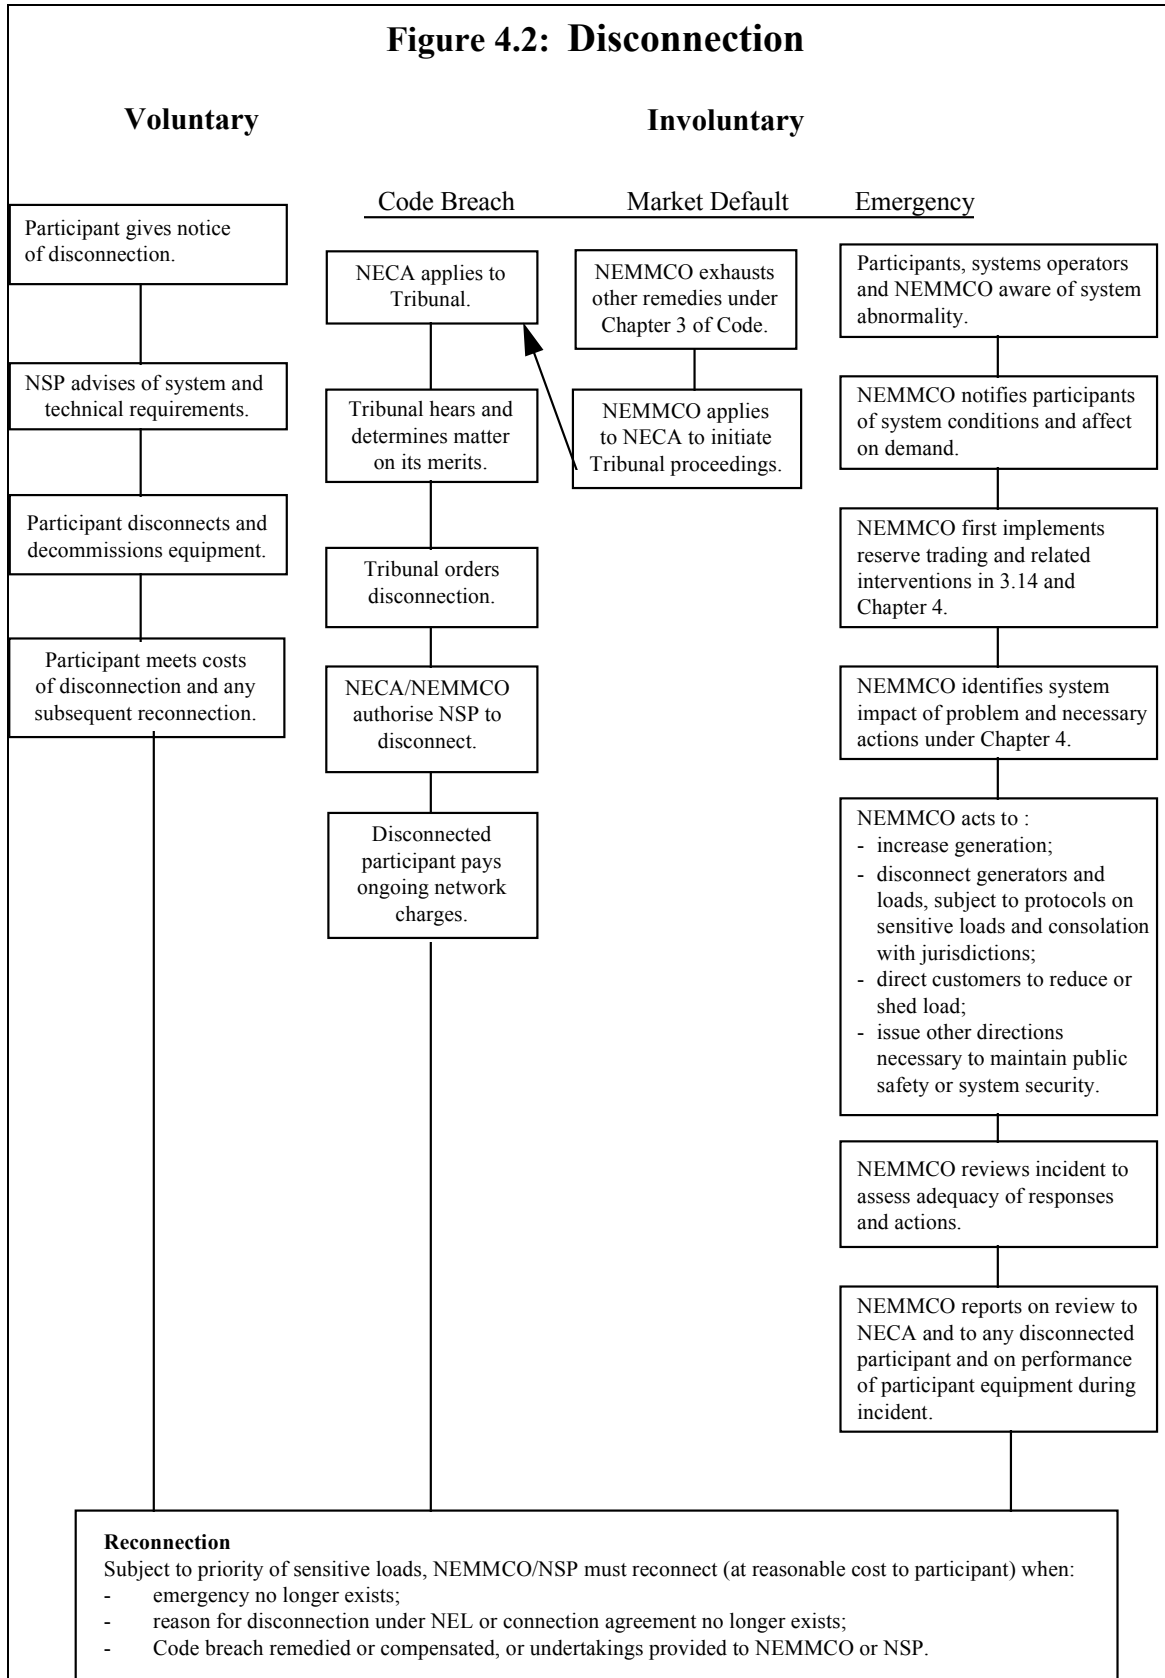 Figure 4.2: Disconnection
Voluntary
Involuntary
Code Breach
Market Default
Emergency
Participant gives notice
of disconnection.
NSP advises of system and
technical requirements.
Participant disconnects and
decommissions equipment.
Participant meets costs
of disconnection and any
subsequent reconnection.
NECA applies to
Tribunal.
Tribunal hears and
determines matter
on its merits.
Tribunal orders
disconnection.
NECA/NEMMCO
authorise NSP to
disconnect.
Disconnected
participant pays
ongoing network
charges.
NEMMCO exhausts
other remedies under
Chapter 3 of Code.
NEMMCO applies
to NECA to initiate
Tribunal proceedings.
Participants, systems operators
and NEMMCO aware of system
abnormality.
NEMMCO notifies participants
of system conditions and affect
on demand.
NEMMCO first implements
reserve trading and related
interventions in 3.14 and
Chapter 4.
NEMMCO identifies system
impact of problem and necessary
actions under Chapter 4.
NEMMCO acts to :
- increase generation;
- disconnect generators and
loads, subject to protocols on
sensitive loads and consolation
with jurisdictions;
- direct customers to reduce or
shed load;
- issue other directions
necessary to maintain public
safety or system security.
NEMMCO reviews incident to
assess adequacy of responses
and actions.
NEMMCO reports on review to
NECA and to any disconnected
participant and on performance
of participant equipment during
incident.
Reconnection
Subject to priority of sensitive loads, NEMMCO/NSP must reconnect (at reasonable cost to participant) when:
- emergency no longer exists;
- reason for disconnection under NEL or connection agreement no longer exists;
- Code breach remedied or compensated, or undertakings provided to NEMMCO or NSP.